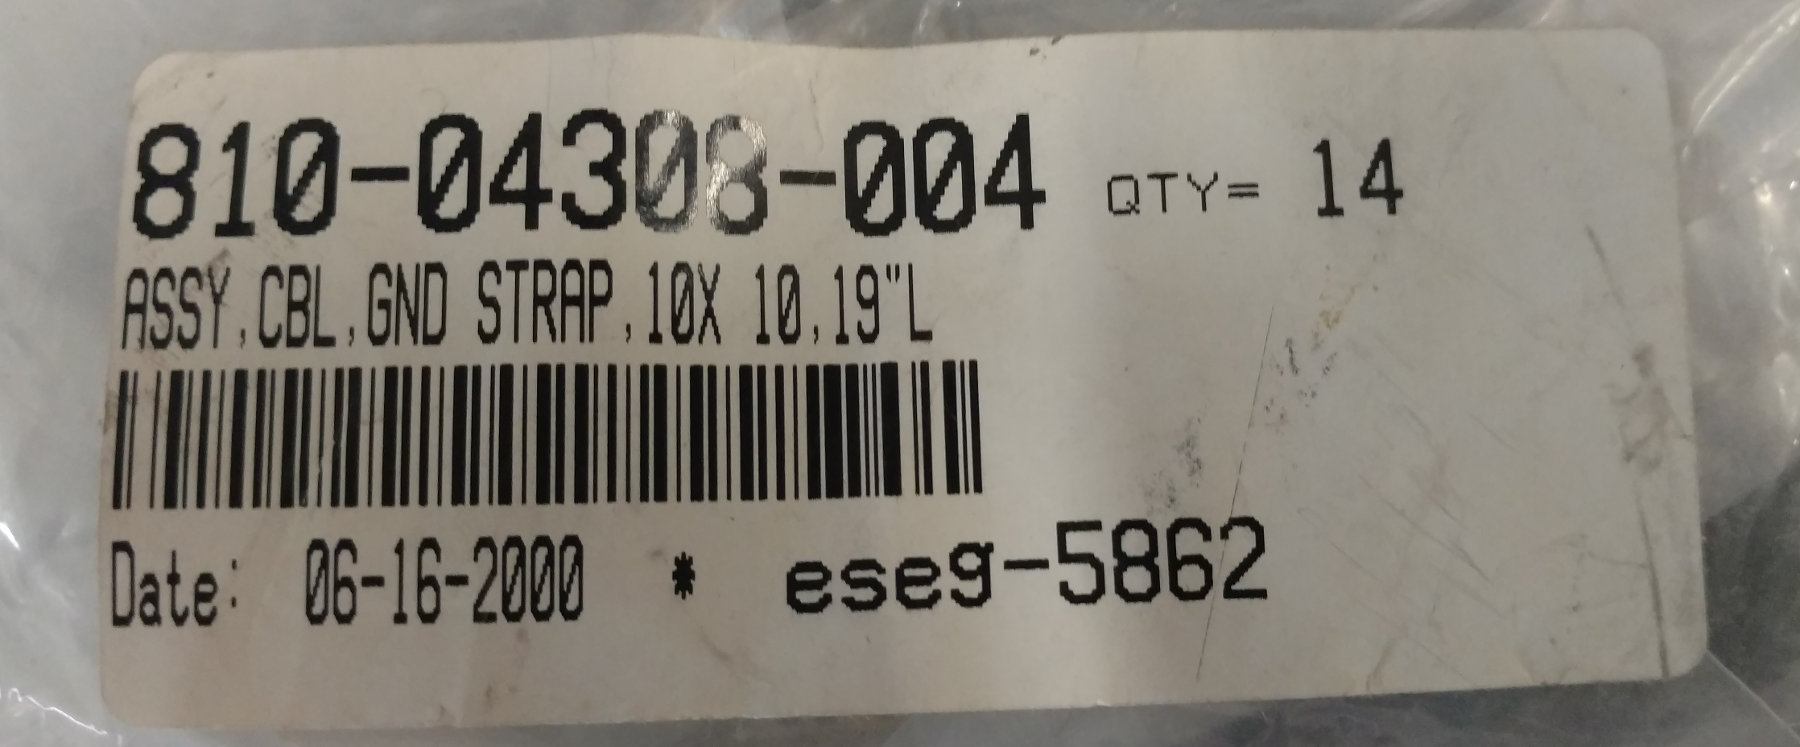 810-04308-004 QTY= 14
ASSY,CBL,GND STRAP,10X 10,19"L
Date: 06-16-2000 * eseg-5862